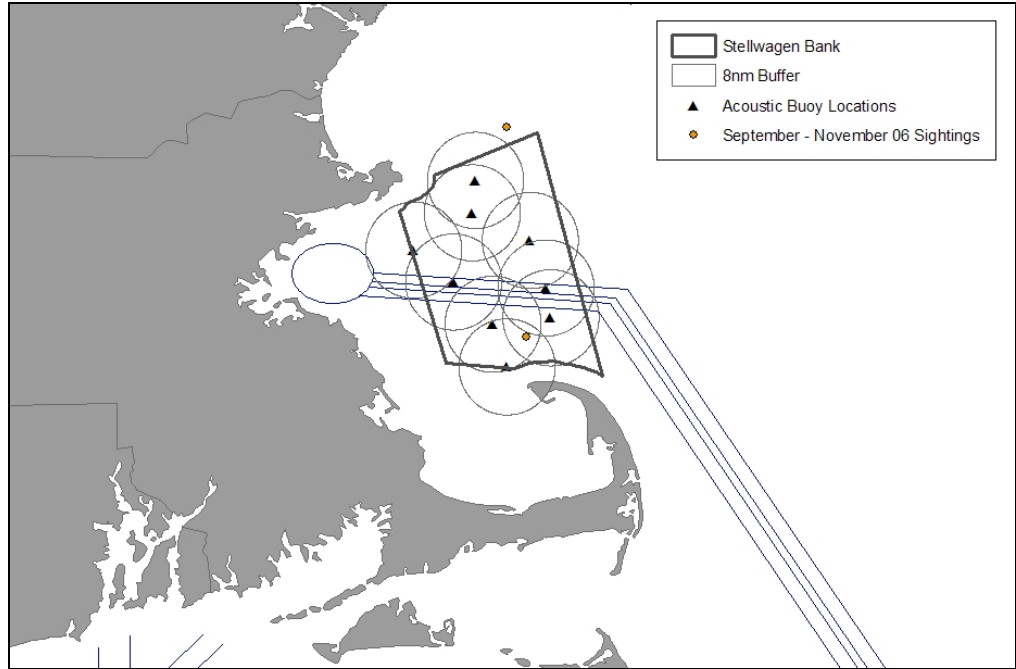 Stellwagen Bank
8nm Buffer
Acoustic Buoy Locations
September - November 06 Sightings